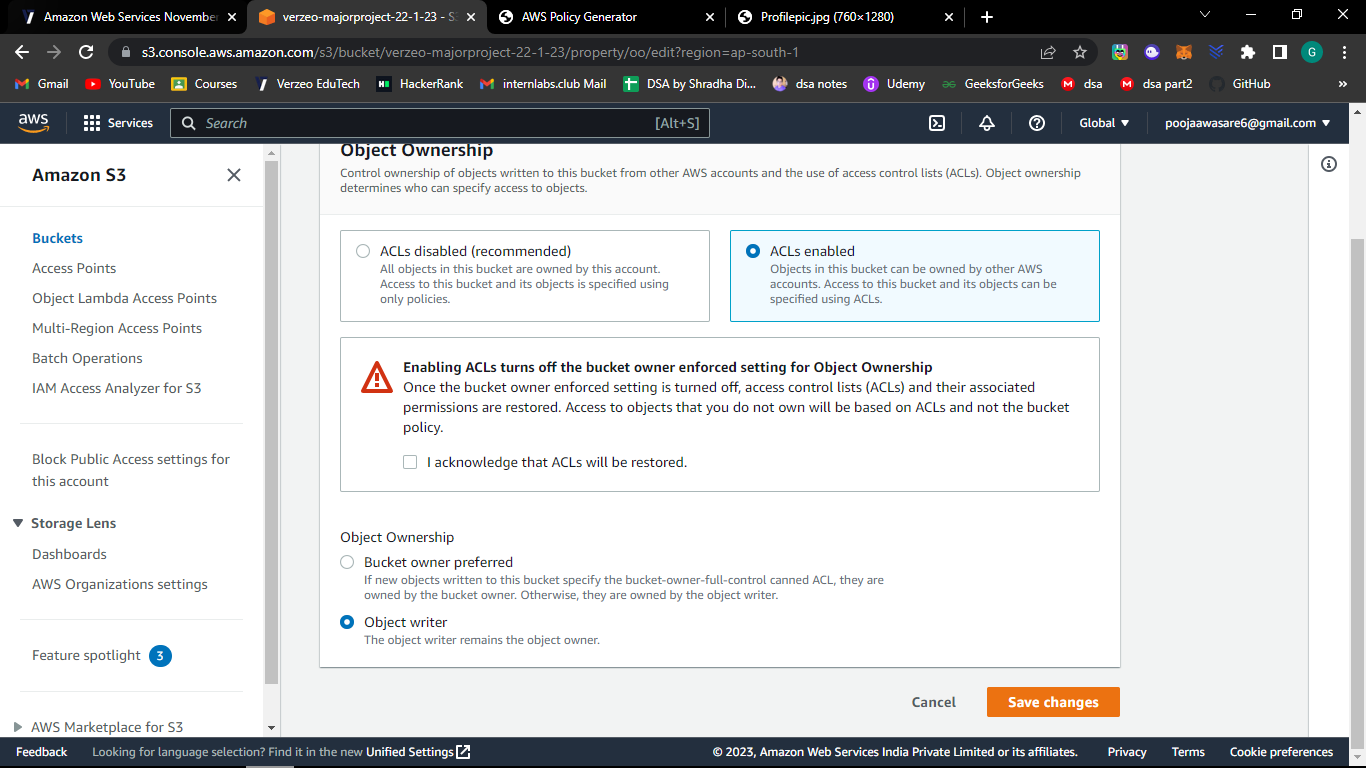 Amazon Web Services November
verzeo-majorproject-22-1-23 - S3
AWS Policy Generator
Profilepic.jpg (760×1280)
s3.console.aws.amazon.com/s3/bucket/verzeo-majorproject-22-1-23/property/oo/edit?region=ap-south-1
G
Gmail
YouTube
Courses
Verzeo EduTech
HackerRank
internlabs.club Mail
DSA by Shradha Di...
dsa notes
Udemy
GeeksforGeeks
dsa
dsa part2
GitHub
»
aws
Services
Search
[Alt+S]
Global
poojaawasare6@gmail.com
Amazon S3
Buckets
Access Points
Object Lambda Access Points
Multi-Region Access Points
Batch Operations
IAM Access Analyzer for S3
Block Public Access settings for
this account
Storage Lens
Dashboards
AWS Organizations settings
Feature spotlight 3
AWS Marketplace for S3
Object Ownership
Control ownership of objects written to this bucket from other AWS accounts and the use of access control lists (ACLs). Object ownership
determines who can specify access to objects.
ACLs disabled (recommended)
All objects in this bucket are owned by this account.
Access to this bucket and its objects is specified using
only policies.
ACLs enabled
Objects in this bucket can be owned by other AWS
accounts. Access to this bucket and its objects can be
specified using ACLs.
Enabling ACLs turns off the bucket owner enforced setting for Object Ownership
Once the bucket owner enforced setting is turned off, access control lists (ACLs) and their associated
permissions are restored. Access to objects that you do not own will be based on ACLs and not the bucket
policy.
I acknowledge that ACLs will be restored.
Object Ownership
Bucket owner preferred
If new objects written to this bucket specify the bucket-owner-full-control canned ACL, they are
owned by the bucket owner. Otherwise, they are owned by the object writer.
Object writer
The object writer remains the object owner.
Cancel
Save changes
Feedback
Looking for language selection? Find it in the new Unified Settings
© 2023, Amazon Web Services India Private Limited or its affiliates.
Privacy
Terms
Cookie preferences